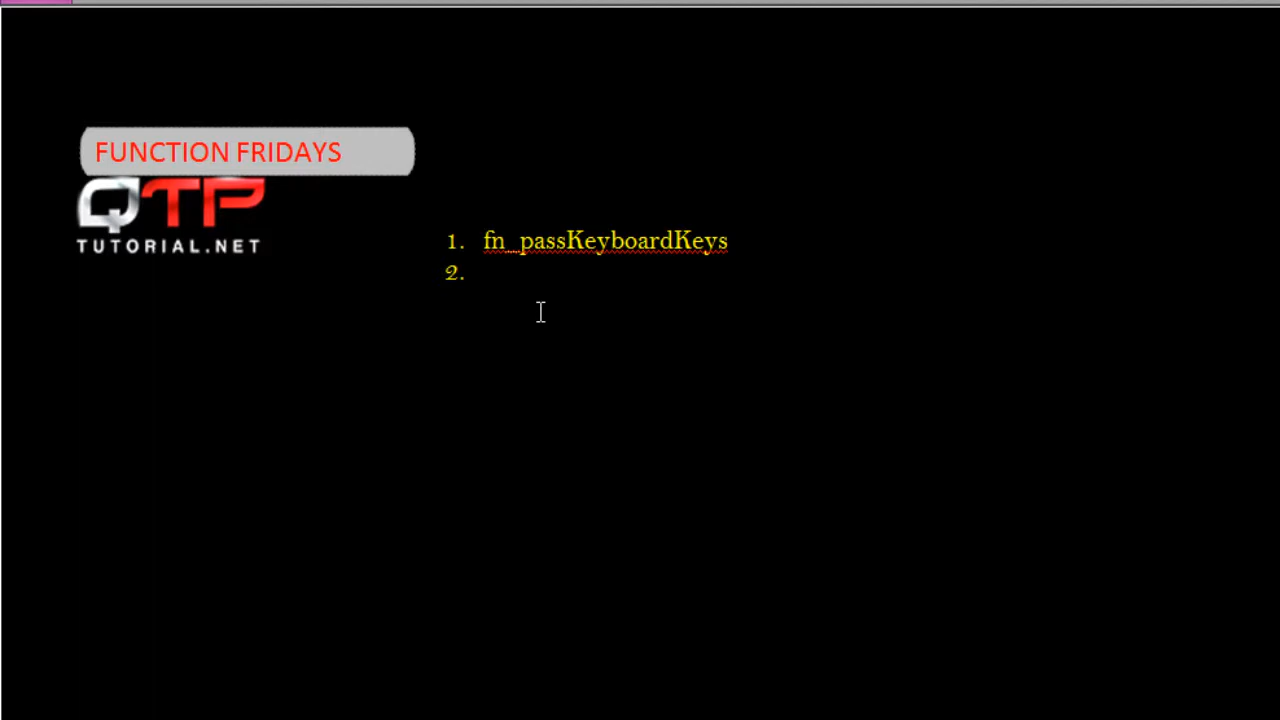 FUNCTION FRIDAYS
QTP
TUTORIAL.NET
1. fn_passKeyboardKeys
2.